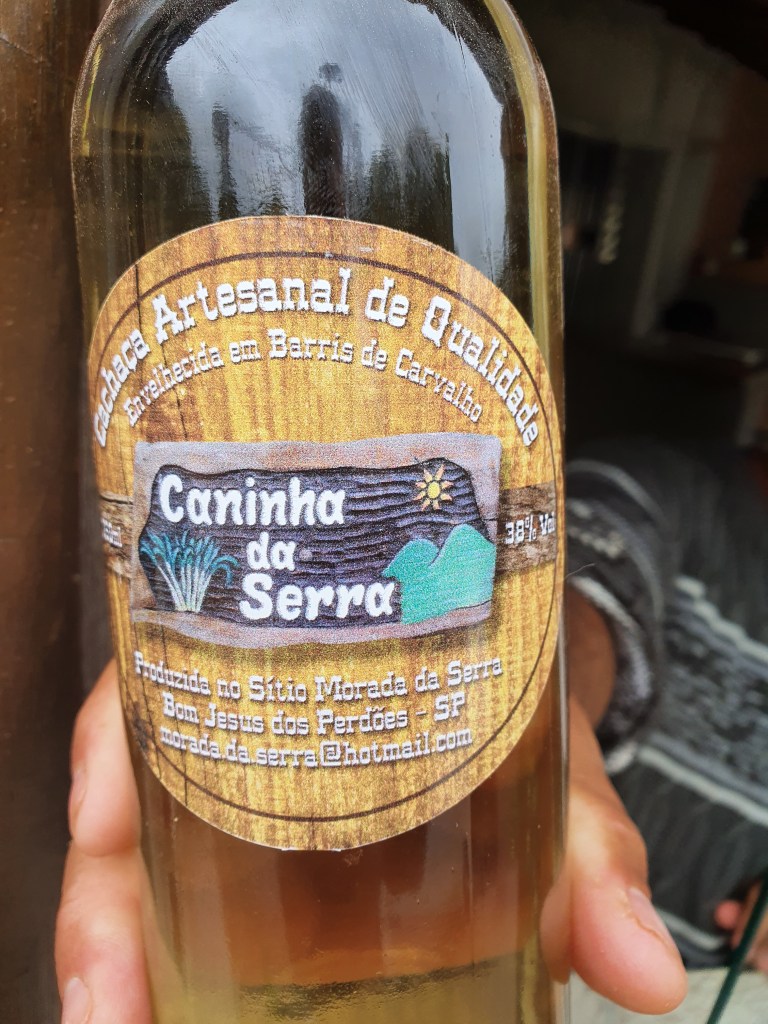 Cachaca Artesanal de Qualidade
Envelhecida em Barris de Carvalho
Caninha
da
Serra
38% Vol
Produzida no Sítio Morada da Serra
Bom Jesus dos Perdões - SP
morada.da.serra@hotmail.com